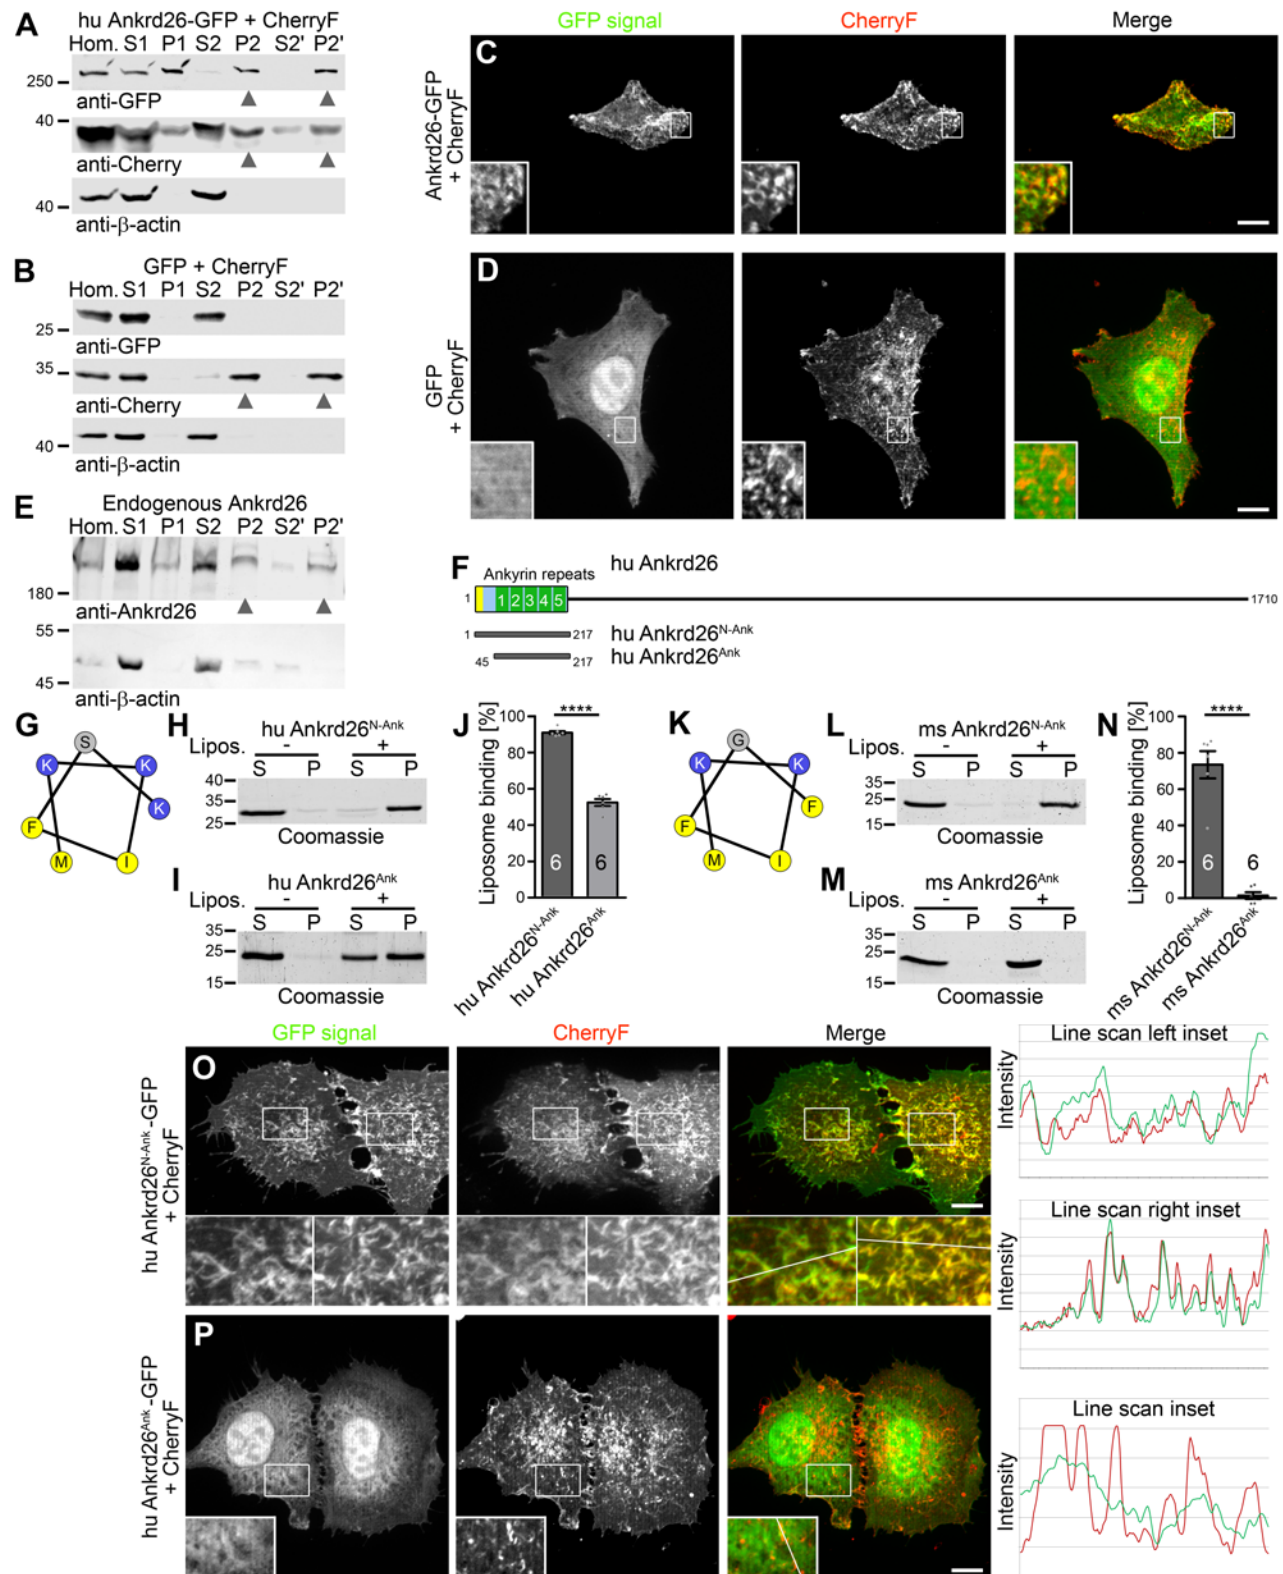 A
hu Ankrd26-GFP + CherryF
Hom. S1 P1 S2 P2 S2' P2'
250
anti-GFP
40
anti-Cherry
40
anti-β-actin
B
GFP + CherryF
Hom. S1 P1 S2 P2 S2' P2'
25
anti-GFP
35
anti-Cherry
40
anti-β-actin
GFP signal CherryF Merge
C
Ankrd26-GFP
+ CherryF
D
GFP
+ CherryF
E
Endogenous Ankrd26
Hom. S1 P1 S2 P2 S2' P2'
180
anti-Ankrd26
55
45
anti-β-actin
F
hu Ankrd26
Ankyrin repeats
1 1 2 3 4 5 1710
1 217 hu Ankrd26N-Ank
45 217 hu Ankrd26Ank
G
S
K K
K
F
M I
H
hu Ankrd26N-Ank
Lipos. - +
S P S P
40
35
25
Coomassie
I
hu Ankrd26Ank
Lipos. - +
S P S P
35
25
15
Coomassie
J
Liposome binding [%]
100
80
60
40
20
0
****
6 6
hu Ankrd26N-Ank
hu Ankrd26Ank
K
G
K K
F F
M I
L
ms Ankrd26N-Ank
Lipos. - +
S P S P
35
25
15
Coomassie
M
ms Ankrd26Ank
Lipos. - +
S P S P
35
25
15
Coomassie
N
Liposome binding [%]
100
80
60
40
20
0
****
6 6
ms Ankrd26N-Ank
ms Ankrd26Ank
GFP signal CherryF Merge
O
hu Ankrd26N-Ank-GFP
+ CherryF
Line scan left inset
Intensity
Line scan right inset
Intensity
P
hu Ankrd26Ank-GFP
+ CherryF
Line scan inset
Intensity